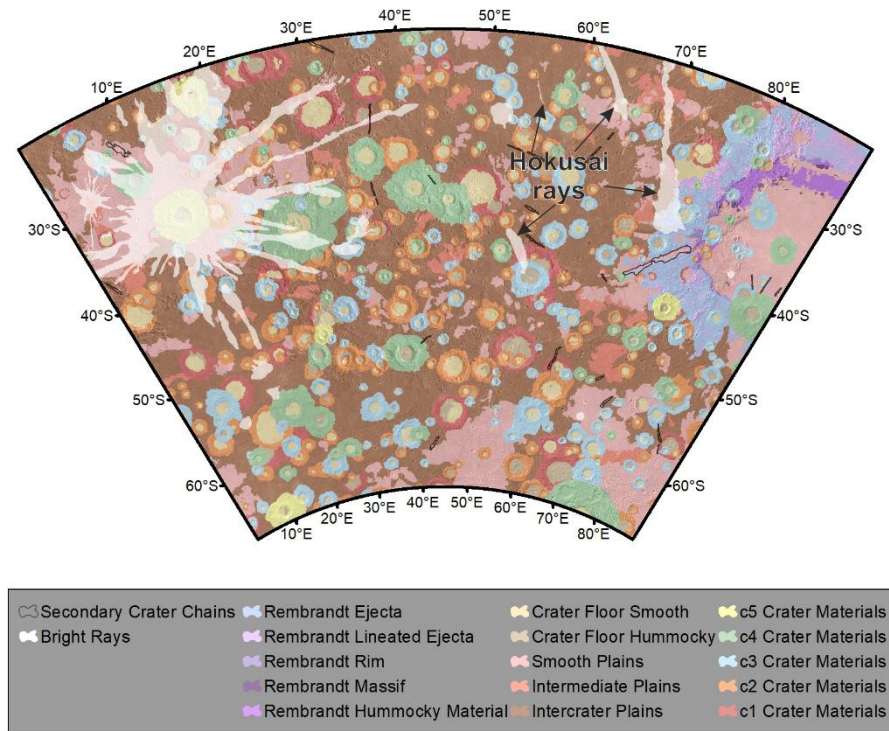 40°E
50°E
30°E
60°E
20°E
70°E
10°E
80°E
Hokusai
rays
30°S
30°S
40°S
40°S
50°S
50°S
60°S
60°S
10°E
20°E
30°E
40°E
50°E
60°E
70°E
80°E
Secondary Crater Chains
Bright Rays
Rembrandt Ejecta
Rembrandt Lineated Ejecta
Rembrandt Rim
Rembrandt Massif
Rembrandt Hummocky Material
Crater Floor Smooth
Crater Floor Hummocky
Smooth Plains
Intermediate Plains
Intercrater Plains
c5 Crater Materials
c4 Crater Materials
c3 Crater Materials
c2 Crater Materials
c1 Crater Materials